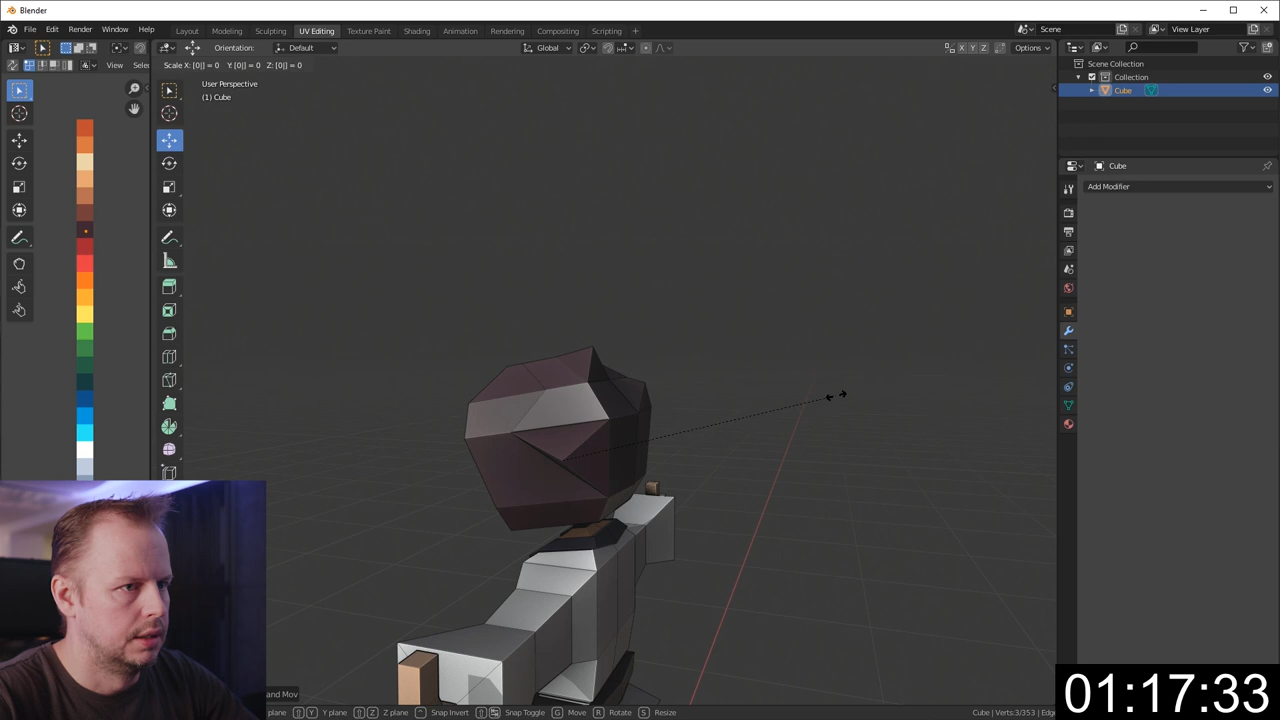 Blender
File Edit Render Window Help Layout Modeling Sculpting UV Editing Texture Paint Shading Animation Rendering Compositing Scripting + Scene View Layer
Orientation: Default Global X Y Z Options
View Selec Scale X: [0|] = 0 Y: [0|] = 0 Z: [0|] = 0 Scene Collection
Collection
User Perspective
(1) Cube
Cube
Cube
Add Modifier
and Mov
plane Y Y plane Z Z plane Snap Invert Snap Toggle G Move R Rotate S Resize Cube | Verts:3/353 | Edg
01:17:33